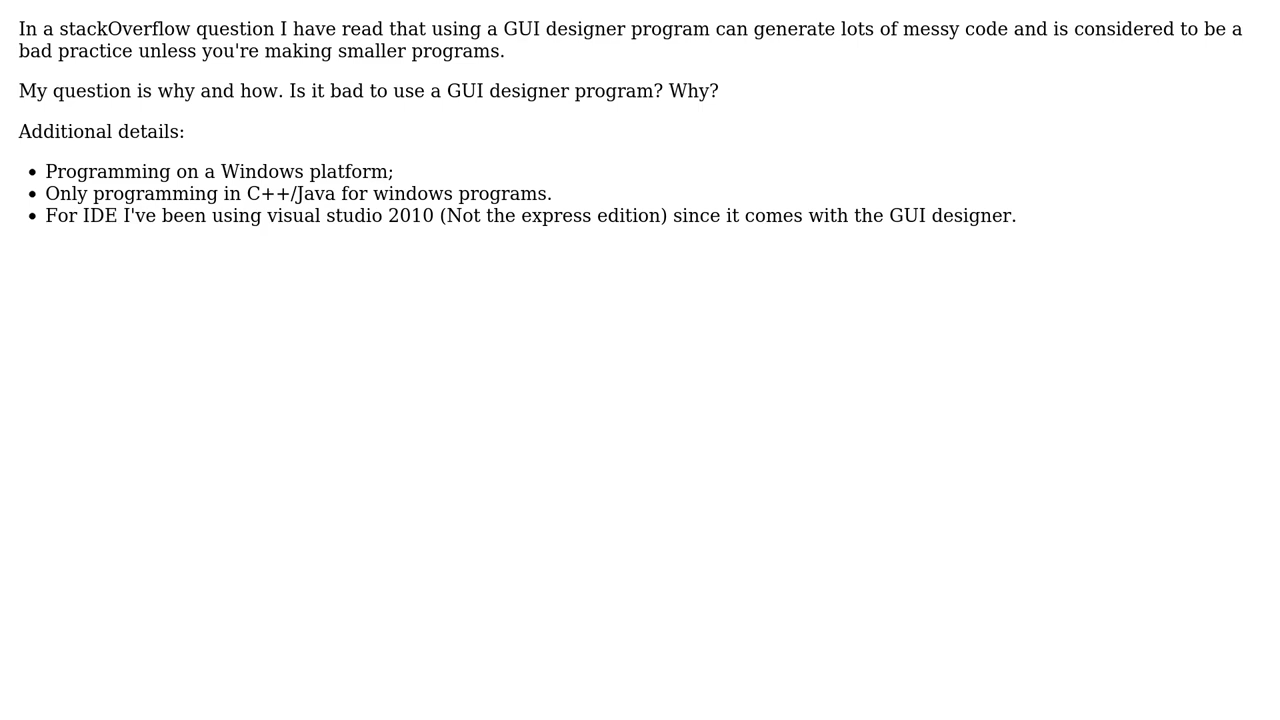 In a stackOverflow question I have read that using a GUI designer program can generate lots of messy code and is considered to be a
bad practice unless you're making smaller programs.
My question is why and how. Is it bad to use a GUI designer program? Why?
Additional details:
• Programming on a Windows platform;
• Only programming in C++/Java for windows programs.
• For IDE I've been using visual studio 2010 (Not the express edition) since it comes with the GUI designer.